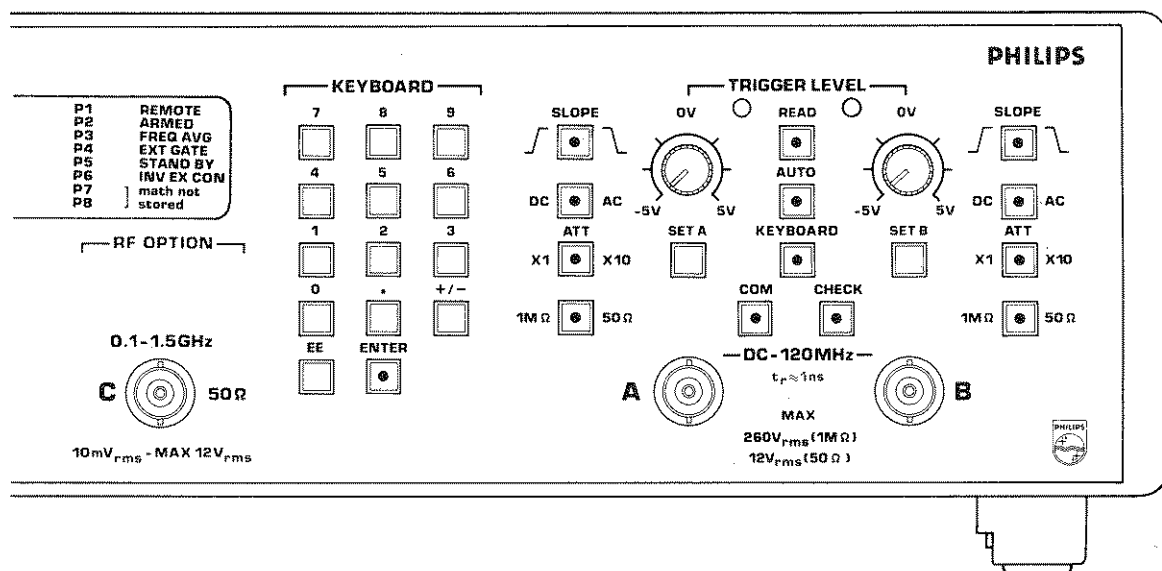 PHILIPS
P1 REMOTE
P2 ARMED
P3 FREQ AVG
P4 EXT GATE
P5 STAND BY
P6 INV EX CON
P7 math not
P8 stored
RF OPTION
0.1-1.5GHz
C 50Ω
10mVrms - MAX 12Vrms
KEYBOARD
7 8 9
4 5 6
1 2 3
0 . +/-
EE ENTER
SLOPE
DC AC
ATT
X1 X10
1MΩ 50Ω
TRIGGER LEVEL
0V READ 0V
AUTO
-5V 5V -5V 5V
SET A KEYBOARD SET B
COM CHECK
SLOPE
DC AC
ATT
X1 X10
1MΩ 50Ω
A DC-120MHz B
tr≈1ns
MAX
260Vrms (1MΩ)
12Vrms (50Ω)
PHILIPS